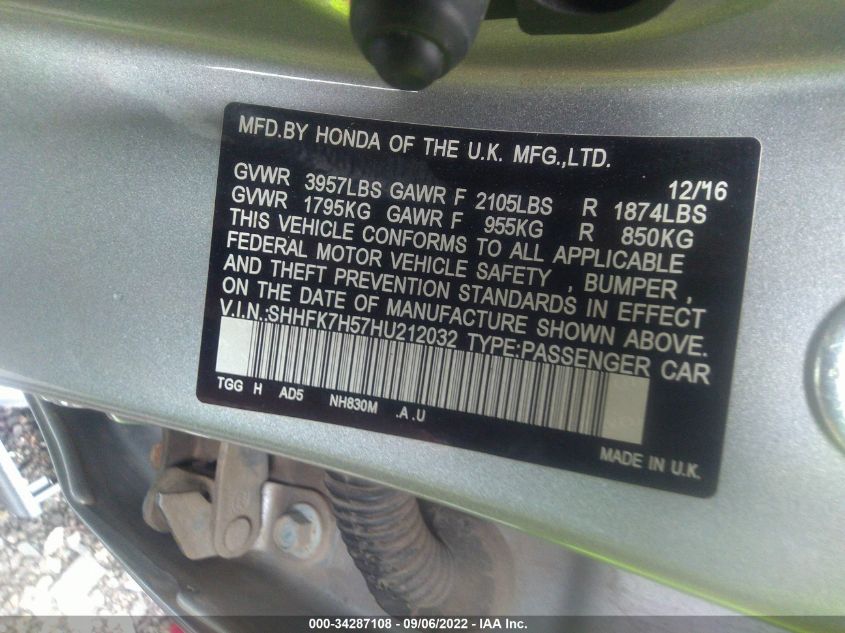 MFD.BY HONDA OF THE U.K. MFG.,LTD.
12/16
GVWR 3957LBS GAWR F 2105LBS R 1874LBS
GVWR 1795KG GAWR F 955KG R 850KG
THIS VEHICLE CONFORMS TO ALL APPLICABLE
FEDERAL MOTOR VEHICLE SAFETY , BUMPER ,
AND THEFT PREVENTION STANDARDS IN EFFECT
ON THE DATE OF MANUFACTURE SHOWN ABOVE.
V.I.N.:SHHFK7H57HU212032 TYPE:PASSENGER CAR
TGG H AD5 NH830M .A .U
MADE IN U.K.
000-34287108 - 09/06/2022 - IAA Inc.